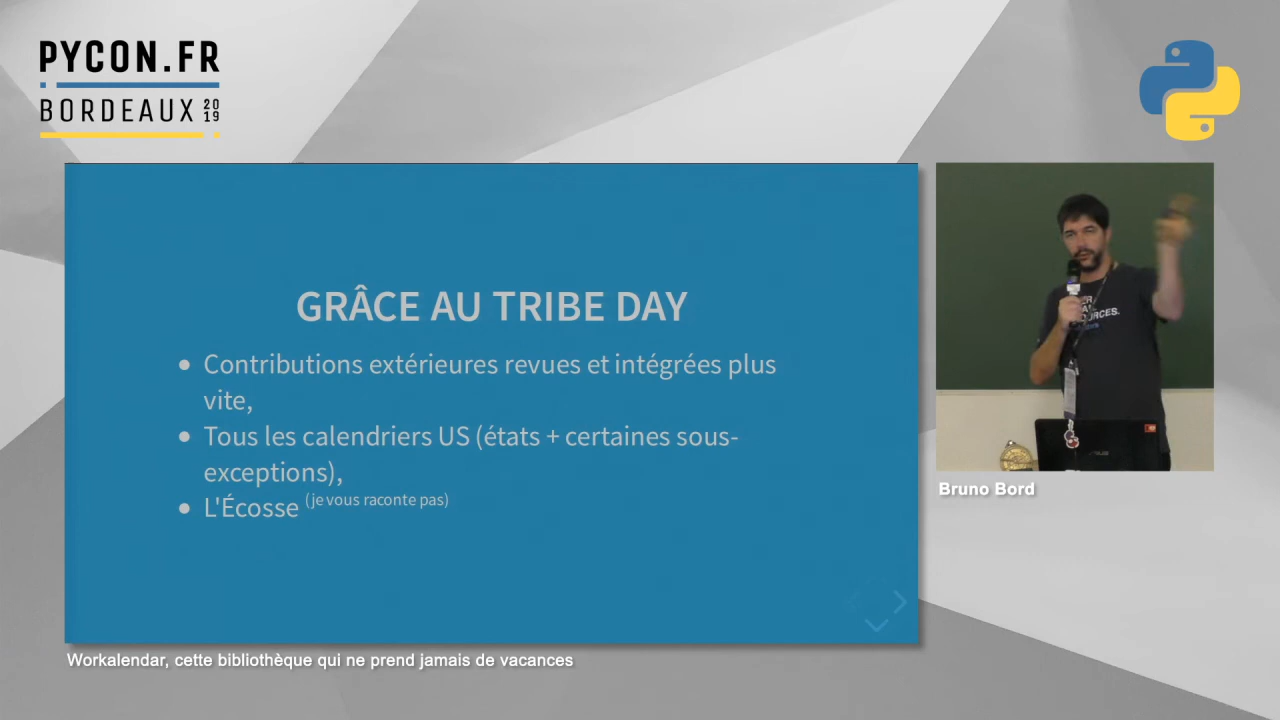 PYCON.FR
BORDEAUX 2019
GRÂCE AU TRIBE DAY
Contributions extérieures revues et intégrées plus
vite,
Tous les calendriers US (états + certaines sous-
exceptions),
L'Écosse (je vous raconte pas)
Bruno Bord
Workalendar, cette bibliothèque qui ne prend jamais de vacances